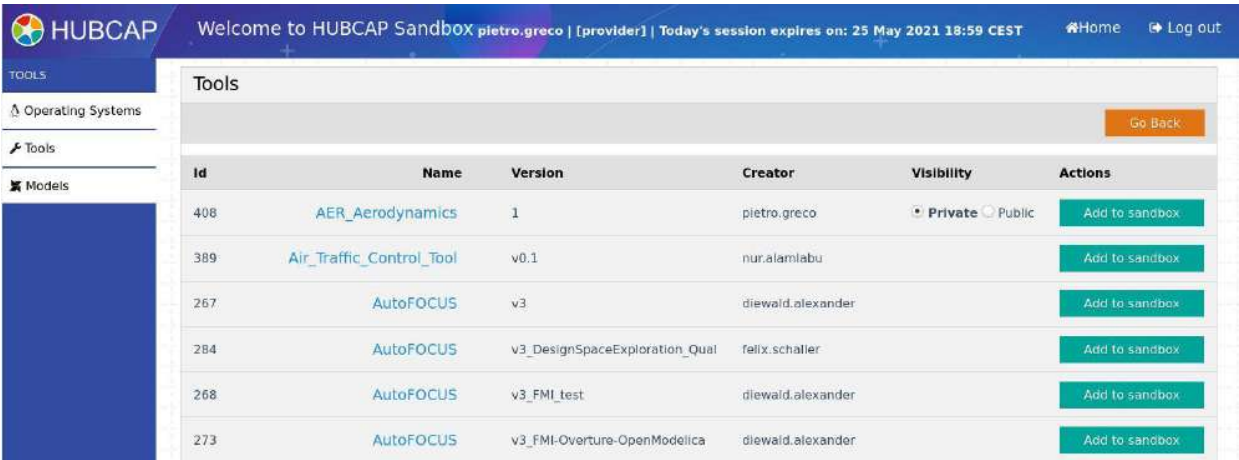 HUBCAP Welcome to HUBCAP Sandbox pietro.greco | [provider] | Today's session expires on: 25 May 2021 18:59 CEST Home Log out
TOOLS
Operating Systems
Tools
Models
Tools
Go Back
Id Name Version Creator Visibility Actions
408 AER_Aerodynamics 1 pietro.greco Private Public Add to sandbox
389 Air_Traffic_Control_Tool v0.1 nur.alamlabu Add to sandbox
267 AutoFOCUS v3 diewald.alexander Add to sandbox
284 AutoFOCUS v3_DesignSpaceExploration_Qual felix.schaller Add to sandbox
268 AutoFOCUS v3_FMI_test diewald.alexander Add to sandbox
273 AutoFOCUS v3_FMI-Overture-OpenModelica diewald.alexander Add to sandbox